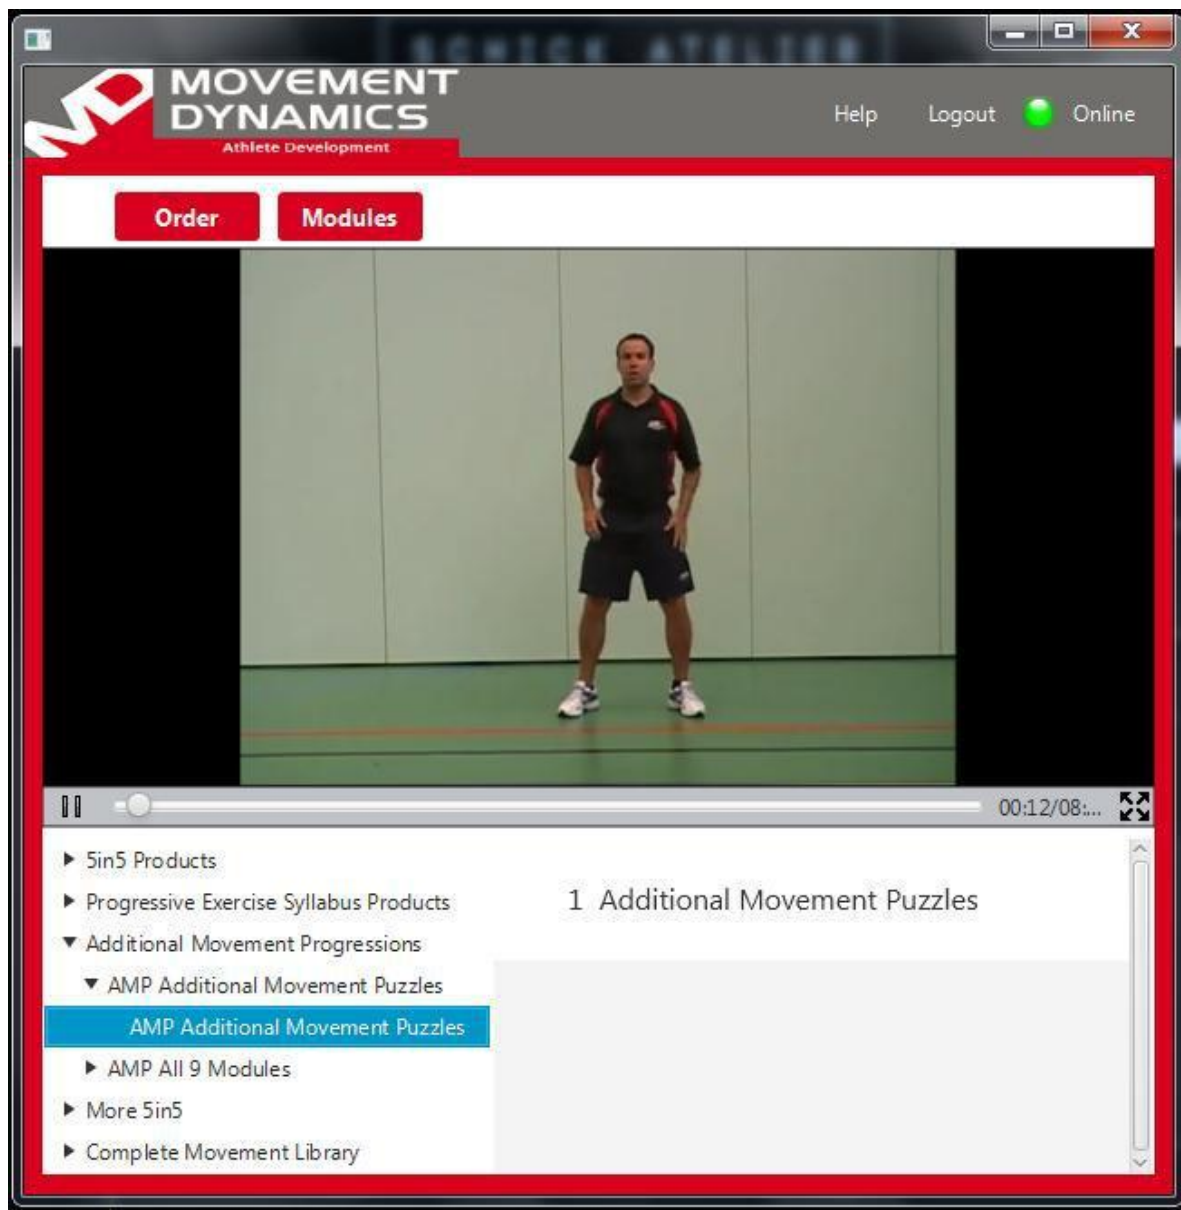 SCHICK ATELIER
MOVEMENT
DYNAMICS
Athlete Development
Help Logout Online
Order Modules
00:12/08:...
5in5 Products
Progressive Exercise Syllabus Products
Additional Movement Progressions
AMP Additional Movement Puzzles
AMP Additional Movement Puzzles
AMP All 9 Modules
More 5in5
Complete Movement Library
1 Additional Movement Puzzles